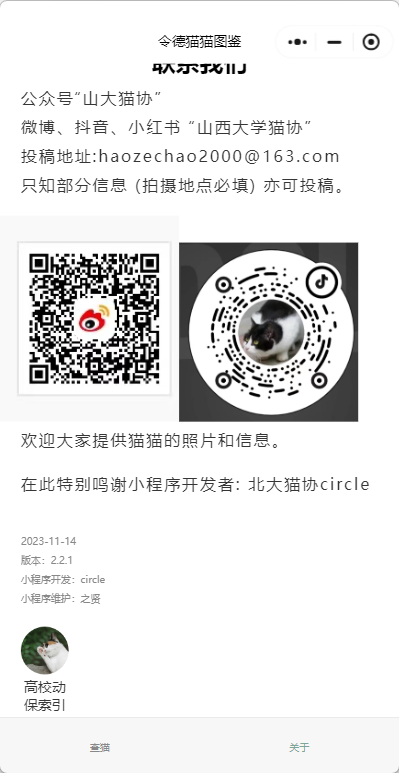 令德猫猫图鉴
联系我们
公众号“山大猫协”
微博、抖音、小红书 “山西大学猫协”
投稿地址:haozechao2000@163.com
只知部分信息 (拍摄地点必填) 亦可投稿。
欢迎大家提供猫猫的照片和信息。
在此特别鸣谢小程序开发者: 北大猫协circle
2023-11-14
版本：2.2.1
小程序开发：circle
小程序维护：之贤
高校动
保索引
查猫
关于